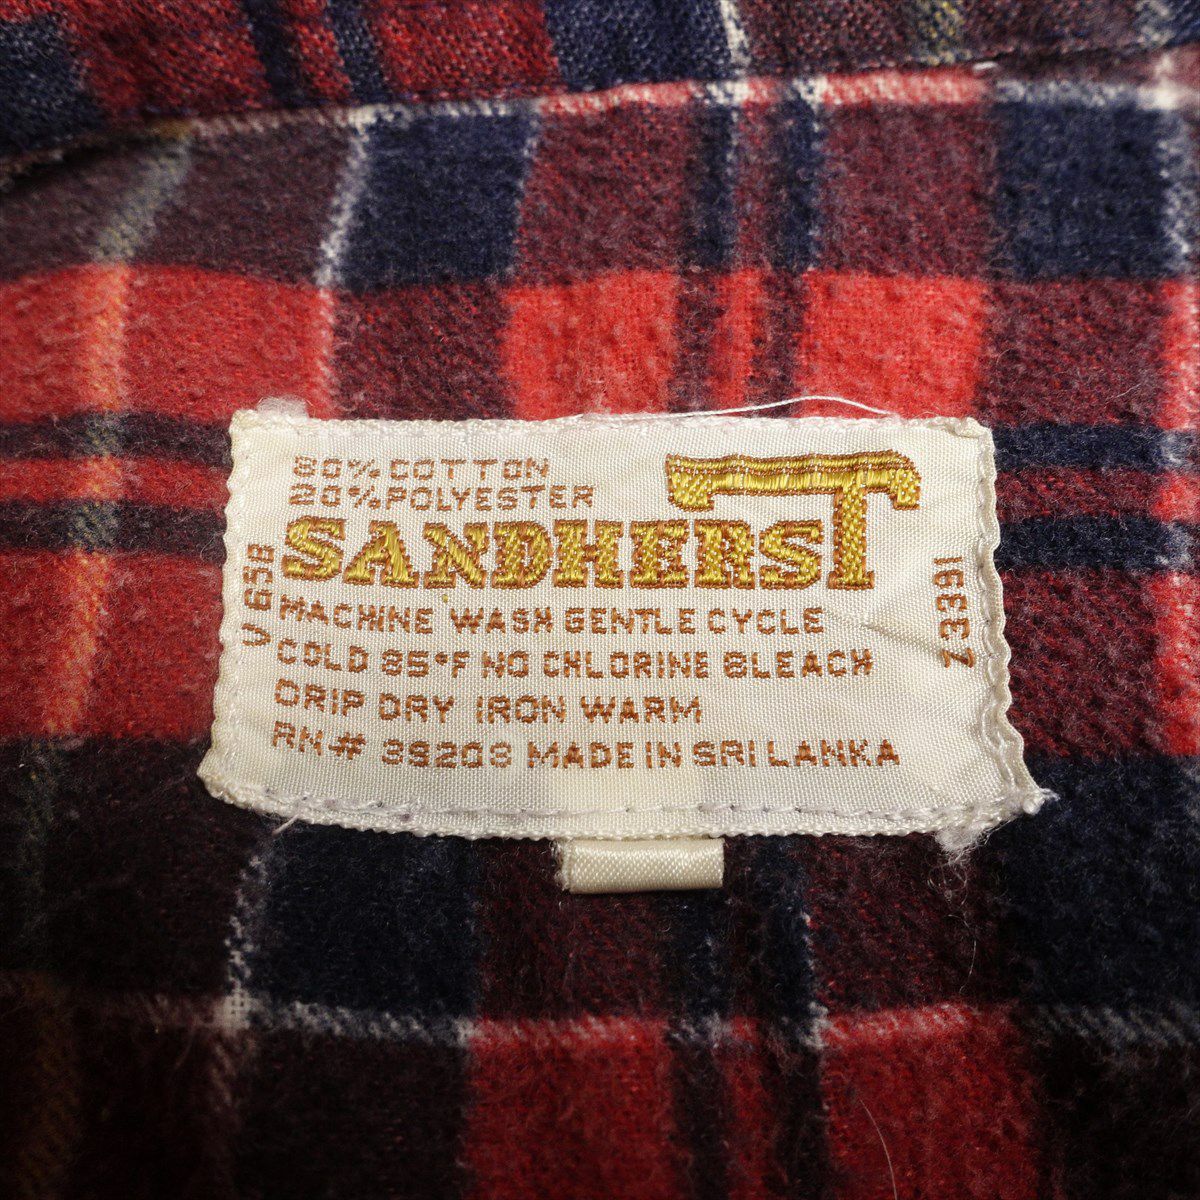 80% COTTON
20% POLYESTER
SANDHERST
MACHINE WASH GENTLE CYCLE
COLD 85°F NO CHLORINE BLEACH
DRIP DRY IRON WARM
RN# 39203 MADE IN SRI LANKA
V 65B
Z3391